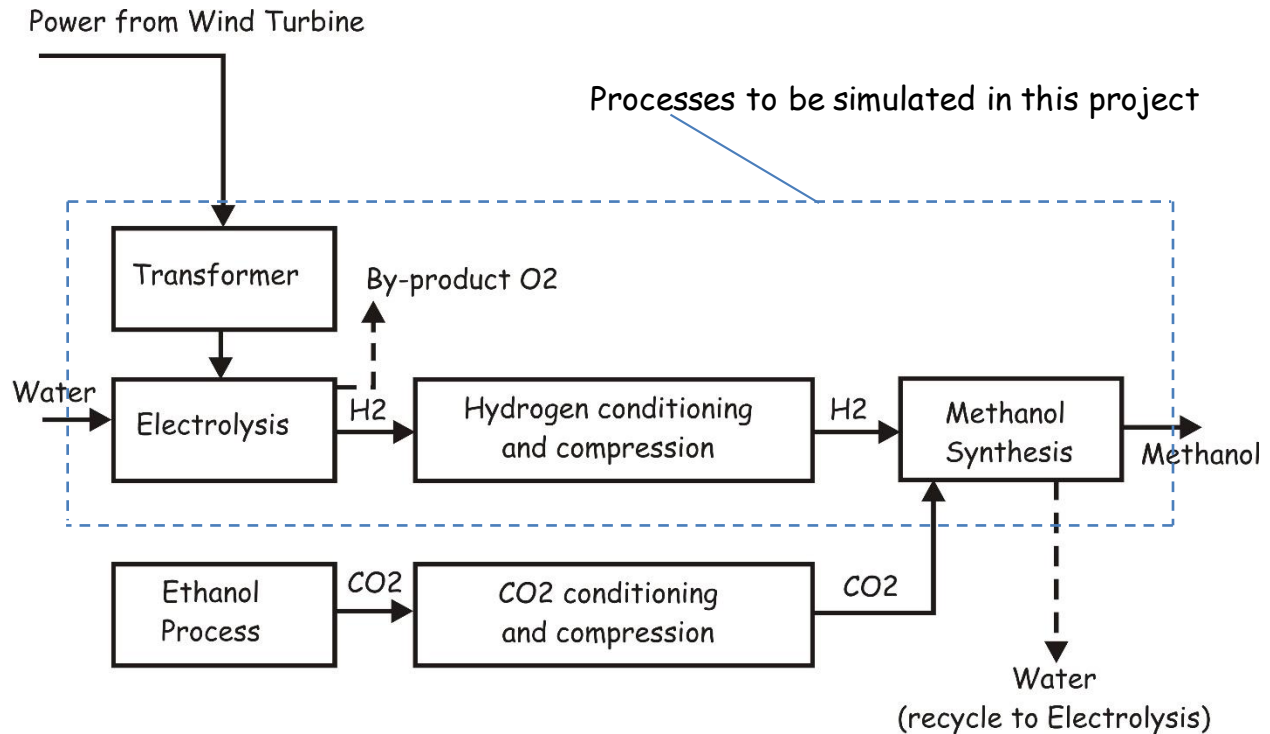 Power from Wind Turbine
Processes to be simulated in this project
Transformer
By-product O2
Water
Electrolysis
H2
Hydrogen conditioning
and compression
H2
Methanol
Synthesis
Methanol
Ethanol
Process
CO2
CO2 conditioning
and compression
CO2
Water
(recycle to Electrolysis)